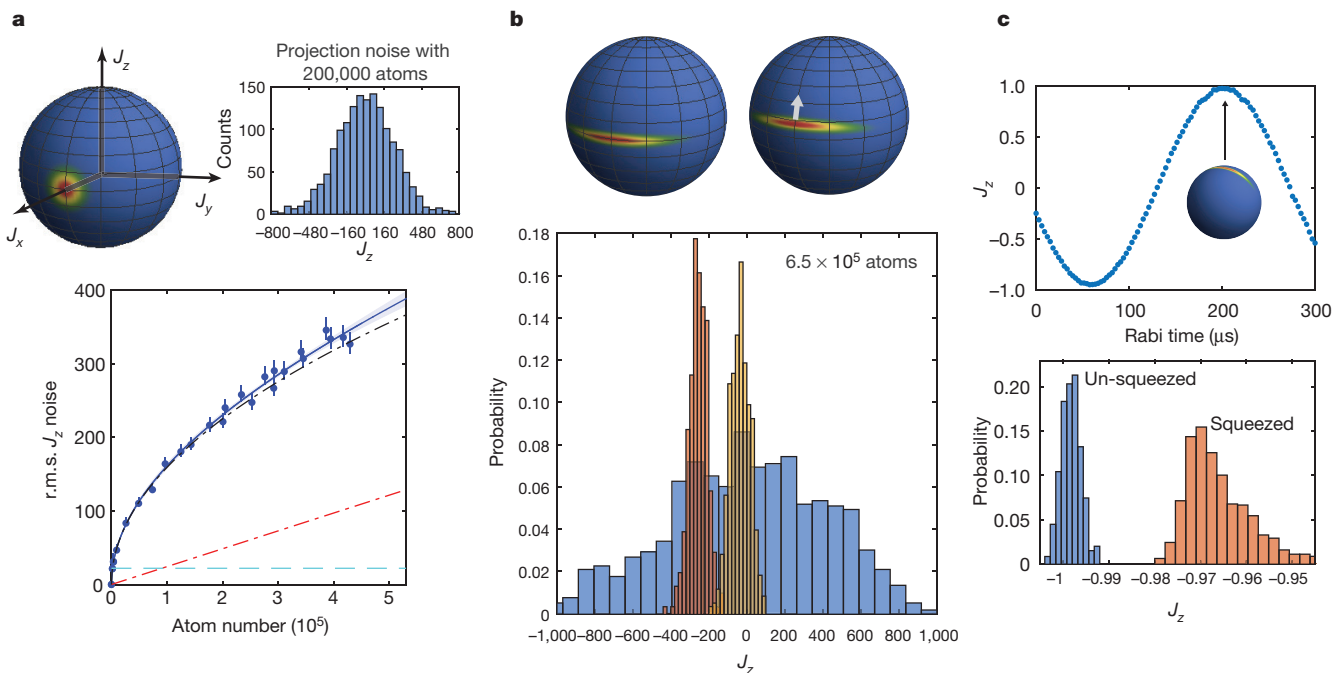 a
J_z
J_y
J_x
Projection noise with
200,000 atoms
150
100
50
0
Counts
−800 −480 −160 160 480 800
J_z
400
300
200
100
0
r.m.s. J_z noise
0 1 2 3 4 5
Atom number (10⁵)
b
0.18
0.16
0.14
0.12
0.10
0.08
0.06
0.04
0.02
0
Probability
6.5 × 10⁵ atoms
−1,000 −800 −600 −400 −200 0 200 400 600 800 1,000
J_z
c
1.0
0.5
0
−0.5
−1.0
J_z
0 100 200 300
Rabi time (μs)
0.20
0.15
0.10
0.05
0
Probability
Un-squeezed
Squeezed
−1 −0.99 −0.98 −0.97 −0.96 −0.95
J_z